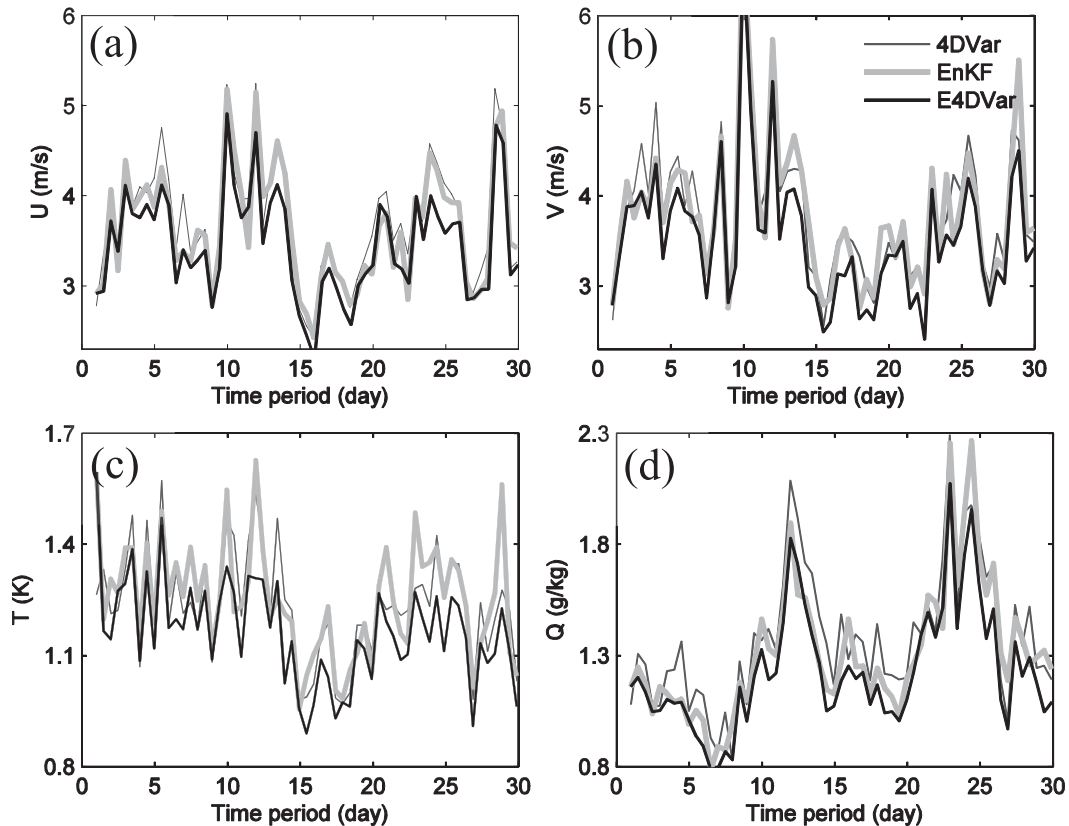 (a)
6
5
4
3
U (m/s)
0 5 10 15 20 25 30
Time period (day)
(b)
4DVar
EnKF
E4DVar
6
5
4
3
V (m/s)
0 5 10 15 20 25 30
Time period (day)
(c)
1.7
1.4
1.1
0.8
T (K)
0 5 10 15 20 25 30
Time period (day)
(d)
2.3
1.8
1.3
0.8
Q (g/kg)
0 5 10 15 20 25 30
Time period (day)